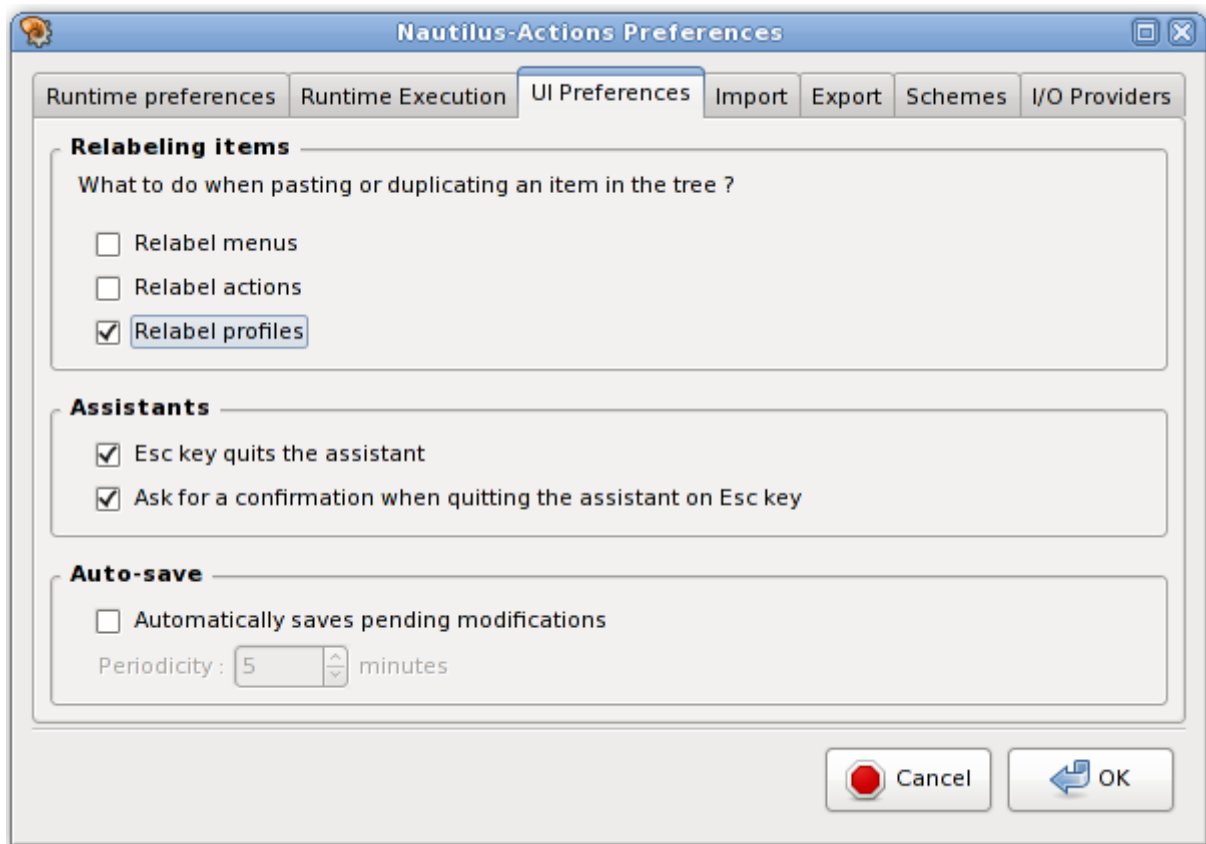 Nautilus-Actions Preferences
Runtime preferences Runtime Execution UI Preferences Import Export Schemes I/O Providers
Relabeling items
What to do when pasting or duplicating an item in the tree ?
Relabel menus
Relabel actions
Relabel profiles
Assistants
Esc key quits the assistant
Ask for a confirmation when quitting the assistant on Esc key
Auto-save
Automatically saves pending modifications
Periodicity : 5 minutes
Cancel OK